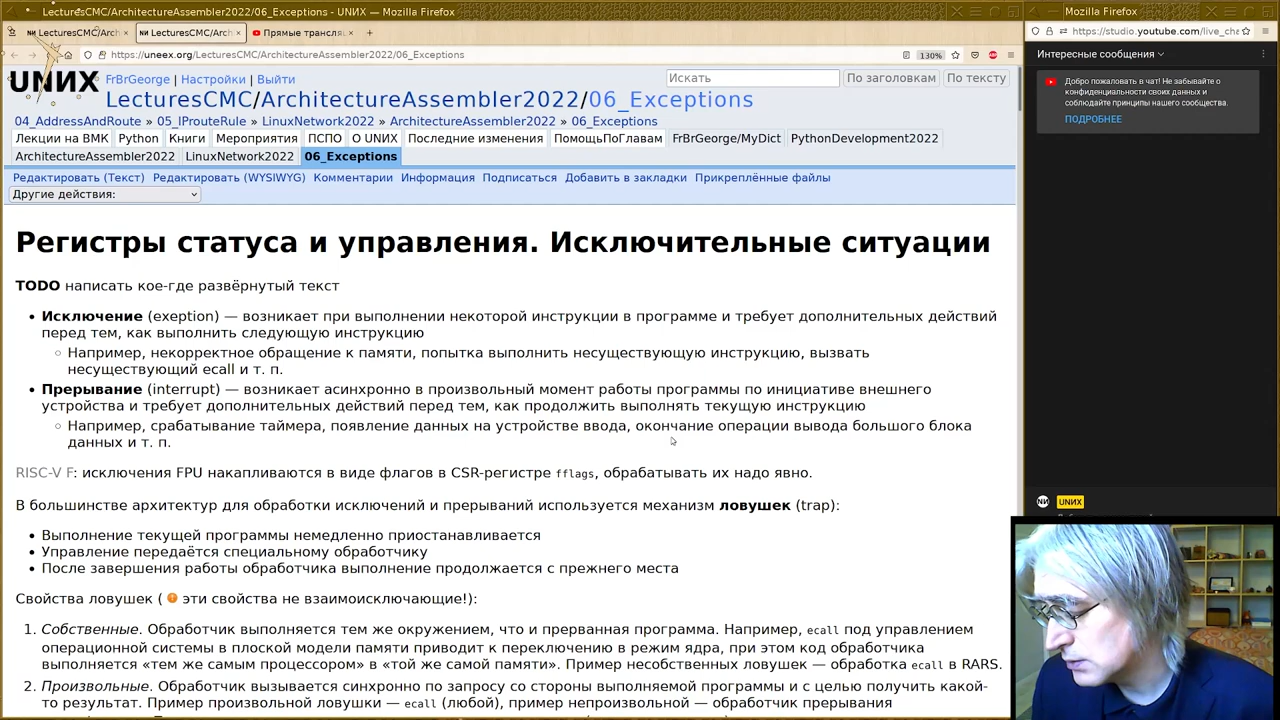 LecturesCMC/ArchitectureAssembler2022/06_Exceptions - UNИX — Mozilla Firefox
Mozilla Firefox
LecturesCMC/Archit
LecturesCMC/Archit
Прямые трансляц
https://uneex.org/LecturesCMC/ArchitectureAssembler2022/06_Exceptions
130%
https://studio.youtube.com/live_cha
UNИX
FrBrGeorge | Настройки | Выйти
Искать
По заголовкам
По тексту
LecturesCMC/ArchitectureAssembler2022/06_Exceptions
04_AddressAndRoute » 05_IProuteRule » LinuxNetwork2022 » ArchitectureAssembler2022 » 06_Exceptions
Лекции на ВМК Python Книги Мероприятия ПСПО О UNИX Последние изменения ПомощьПоГлавам FrBrGeorge/MyDict PythonDevelopment2022
ArchitectureAssembler2022 LinuxNetwork2022 06_Exceptions
Редактировать (Текст) Редактировать (WYSIWYG) Комментарии Информация Подписаться Добавить в закладки Прикреплённые файлы
Другие действия:
Регистры статуса и управления. Исключительные ситуации
TODO написать кое-где развёрнутый текст
• Исключение (exeption) — возникает при выполнении некоторой инструкции в программе и требует дополнительных действий
перед тем, как выполнить следующую инструкцию
Например, некорректное обращение к памяти, попытка выполнить несуществующую инструкцию, вызвать
несуществующий ecall и т. п.
• Прерывание (interrupt) — возникает асинхронно в произвольный момент работы программы по инициативе внешнего
устройства и требует дополнительных действий перед тем, как продолжить выполнять текущую инструкцию
Например, срабатывание таймера, появление данных на устройстве ввода, окончание операции вывода большого блока
данных и т. п.
RISC-V F: исключения FPU накапливаются в виде флагов в CSR-регистре fflags, обрабатывать их надо явно.
В большинстве архитектур для обработки исключений и прерываний используется механизм ловушек (trap):
• Выполнение текущей программы немедленно приостанавливается
• Управление передаётся специальному обработчику
• После завершения работы обработчика выполнение продолжается с прежнего места
Свойства ловушек ( эти свойства не взаимоисключающие!):
1. Собственные. Обработчик выполняется тем же окружением, что и прерванная программа. Например, ecall под управлением
операционной системы в плоской модели памяти приводит к переключению в режим ядра, при этом код обработчика
выполняется «тем же самым процессором» в «той же самой памяти». Пример несобственных ловушек — обработка ecall в RARS.
2. Произвольные. Обработчик вызывается синхронно по запросу со стороны выполняемой программы и с целью получить какой-
то результат. Пример произвольной ловушки — ecall (любой), пример непроизвольной — обработчик прерывания
Интересные сообщения
Добро пожаловать в чат! Не забывайте о
конфиденциальности своих данных и
соблюдайте принципы нашего сообщества.
ПОДРОБНЕЕ
UNИX